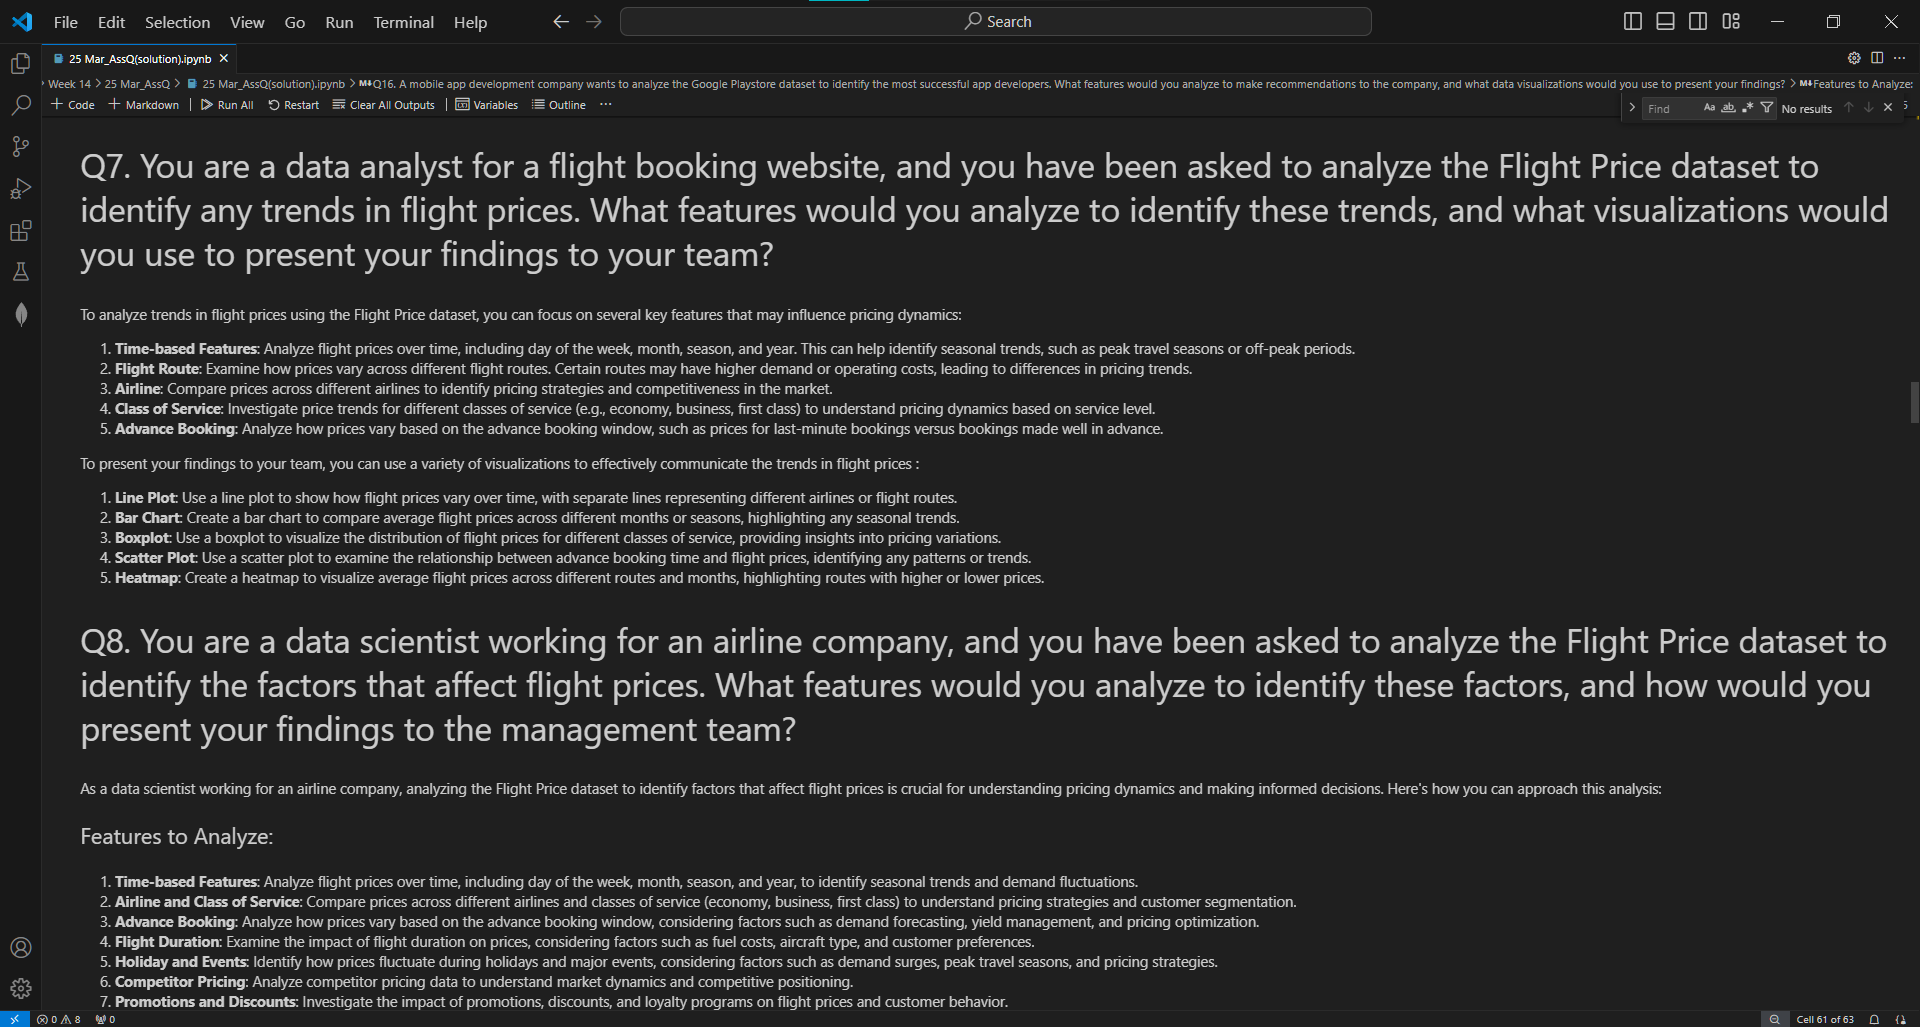 File Edit Selection View Go Run Terminal Help
Search
25 Mar_AssQ(solution).ipynb
Week 14 > 25 Mar_AssQ > 25 Mar_AssQ(solution).ipynb > M↓Q16. A mobile app development company wants to analyze the Google Playstore dataset to identify the most successful app developers. What features would you analyze to make recommendations to the company, and what data visualizations would you use to present your findings? > M↓Features to Analyze:
+ Code + Markdown | Run All Restart Clear All Outputs | Variables Outline ...
Find Aa ab .* No results
Q7. You are a data analyst for a flight booking website, and you have been asked to analyze the Flight Price dataset to
identify any trends in flight prices. What features would you analyze to identify these trends, and what visualizations would
you use to present your findings to your team?
To analyze trends in flight prices using the Flight Price dataset, you can focus on several key features that may influence pricing dynamics:
1. Time-based Features: Analyze flight prices over time, including day of the week, month, season, and year. This can help identify seasonal trends, such as peak travel seasons or off-peak periods.
2. Flight Route: Examine how prices vary across different flight routes. Certain routes may have higher demand or operating costs, leading to differences in pricing trends.
3. Airline: Compare prices across different airlines to identify pricing strategies and competitiveness in the market.
4. Class of Service: Investigate price trends for different classes of service (e.g., economy, business, first class) to understand pricing dynamics based on service level.
5. Advance Booking: Analyze how prices vary based on the advance booking window, such as prices for last-minute bookings versus bookings made well in advance.
To present your findings to your team, you can use a variety of visualizations to effectively communicate the trends in flight prices :
1. Line Plot: Use a line plot to show how flight prices vary over time, with separate lines representing different airlines or flight routes.
2. Bar Chart: Create a bar chart to compare average flight prices across different months or seasons, highlighting any seasonal trends.
3. Boxplot: Use a boxplot to visualize the distribution of flight prices for different classes of service, providing insights into pricing variations.
4. Scatter Plot: Use a scatter plot to examine the relationship between advance booking time and flight prices, identifying any patterns or trends.
5. Heatmap: Create a heatmap to visualize average flight prices across different routes and months, highlighting routes with higher or lower prices.
Q8. You are a data scientist working for an airline company, and you have been asked to analyze the Flight Price dataset to
identify the factors that affect flight prices. What features would you analyze to identify these factors, and how would you
present your findings to the management team?
As a data scientist working for an airline company, analyzing the Flight Price dataset to identify factors that affect flight prices is crucial for understanding pricing dynamics and making informed decisions. Here's how you can approach this analysis:
Features to Analyze:
1. Time-based Features: Analyze flight prices over time, including day of the week, month, season, and year, to identify seasonal trends and demand fluctuations.
2. Airline and Class of Service: Compare prices across different airlines and classes of service (economy, business, first class) to understand pricing strategies and customer segmentation.
3. Advance Booking: Analyze how prices vary based on the advance booking window, considering factors such as demand forecasting, yield management, and pricing optimization.
4. Flight Duration: Examine the impact of flight duration on prices, considering factors such as fuel costs, aircraft type, and customer preferences.
5. Holiday and Events: Identify how prices fluctuate during holidays and major events, considering factors such as demand surges, peak travel seasons, and pricing strategies.
6. Competitor Pricing: Analyze competitor pricing data to understand market dynamics and competitive positioning.
7. Promotions and Discounts: Investigate the impact of promotions, discounts, and loyalty programs on flight prices and customer behavior.
0 8 0 Cell 61 of 63